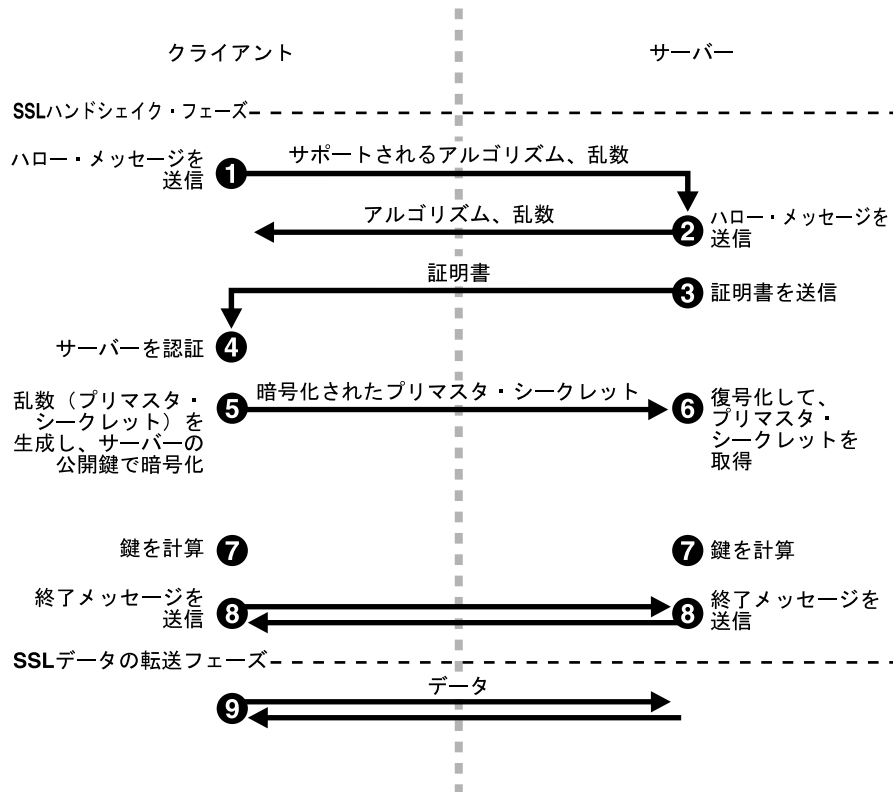 クライアント
サーバー
SSLハンドシェイク・フェーズ
ハロー・メッセージを
送信
1
サポートされるアルゴリズム、乱数
アルゴリズム、乱数
2
ハロー・メッセージを
送信
証明書
3
証明書を送信
サーバーを認証
4
乱数（プリマスタ・
シークレット）を
生成し、サーバーの
公開鍵で暗号化
5
暗号化されたプリマスタ・シークレット
6
復号化して、
プリマスタ・
シークレットを
取得
鍵を計算
7
7
鍵を計算
終了メッセージを
送信
8
8
終了メッセージを
送信
SSLデータの転送フェーズ
9
データ